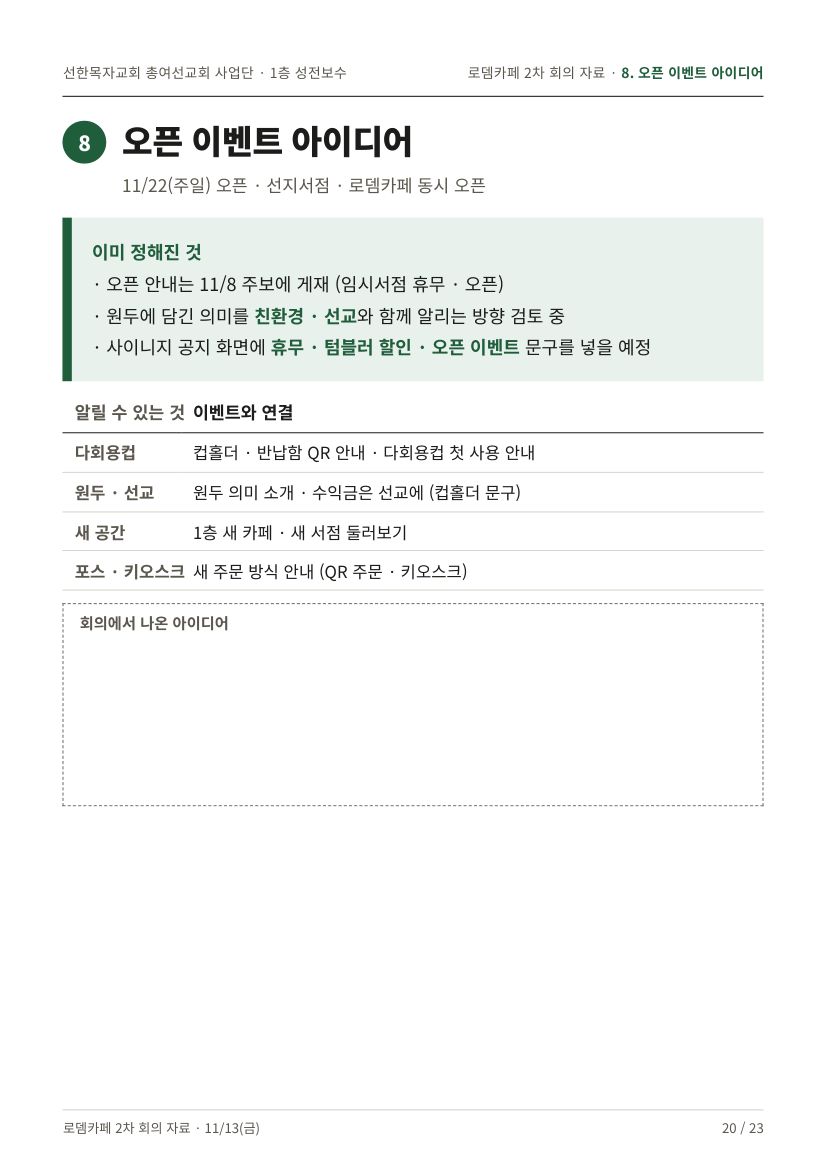 선한목자교회 총여선교회 사업단 · 1층 성전보수
로뎀카페 2차 회의 자료 · 8. 오픈 이벤트 아이디어
8 오픈 이벤트 아이디어
11/22(주일) 오픈 · 선지서점 · 로뎀카페 동시 오픈
이미 정해진 것
· 오픈 안내는 11/8 주보에 게재 (임시서점 휴무 · 오픈)
· 원두에 담긴 의미를 친환경 · 선교와 함께 알리는 방향 검토 중
· 사이니지 공지 화면에 휴무 · 텀블러 할인 · 오픈 이벤트 문구를 넣을 예정
알릴 수 있는 것 이벤트와 연결
다회용컵 컵홀더 · 반납함 QR 안내 · 다회용컵 첫 사용 안내
원두 · 선교 원두 의미 소개 · 수익금은 선교에 (컵홀더 문구)
새 공간 1층 새 카페 · 새 서점 둘러보기
포스 · 키오스크 새 주문 방식 안내 (QR 주문 · 키오스크)
회의에서 나온 아이디어
로뎀카페 2차 회의 자료 · 11/13(금)
20 / 23